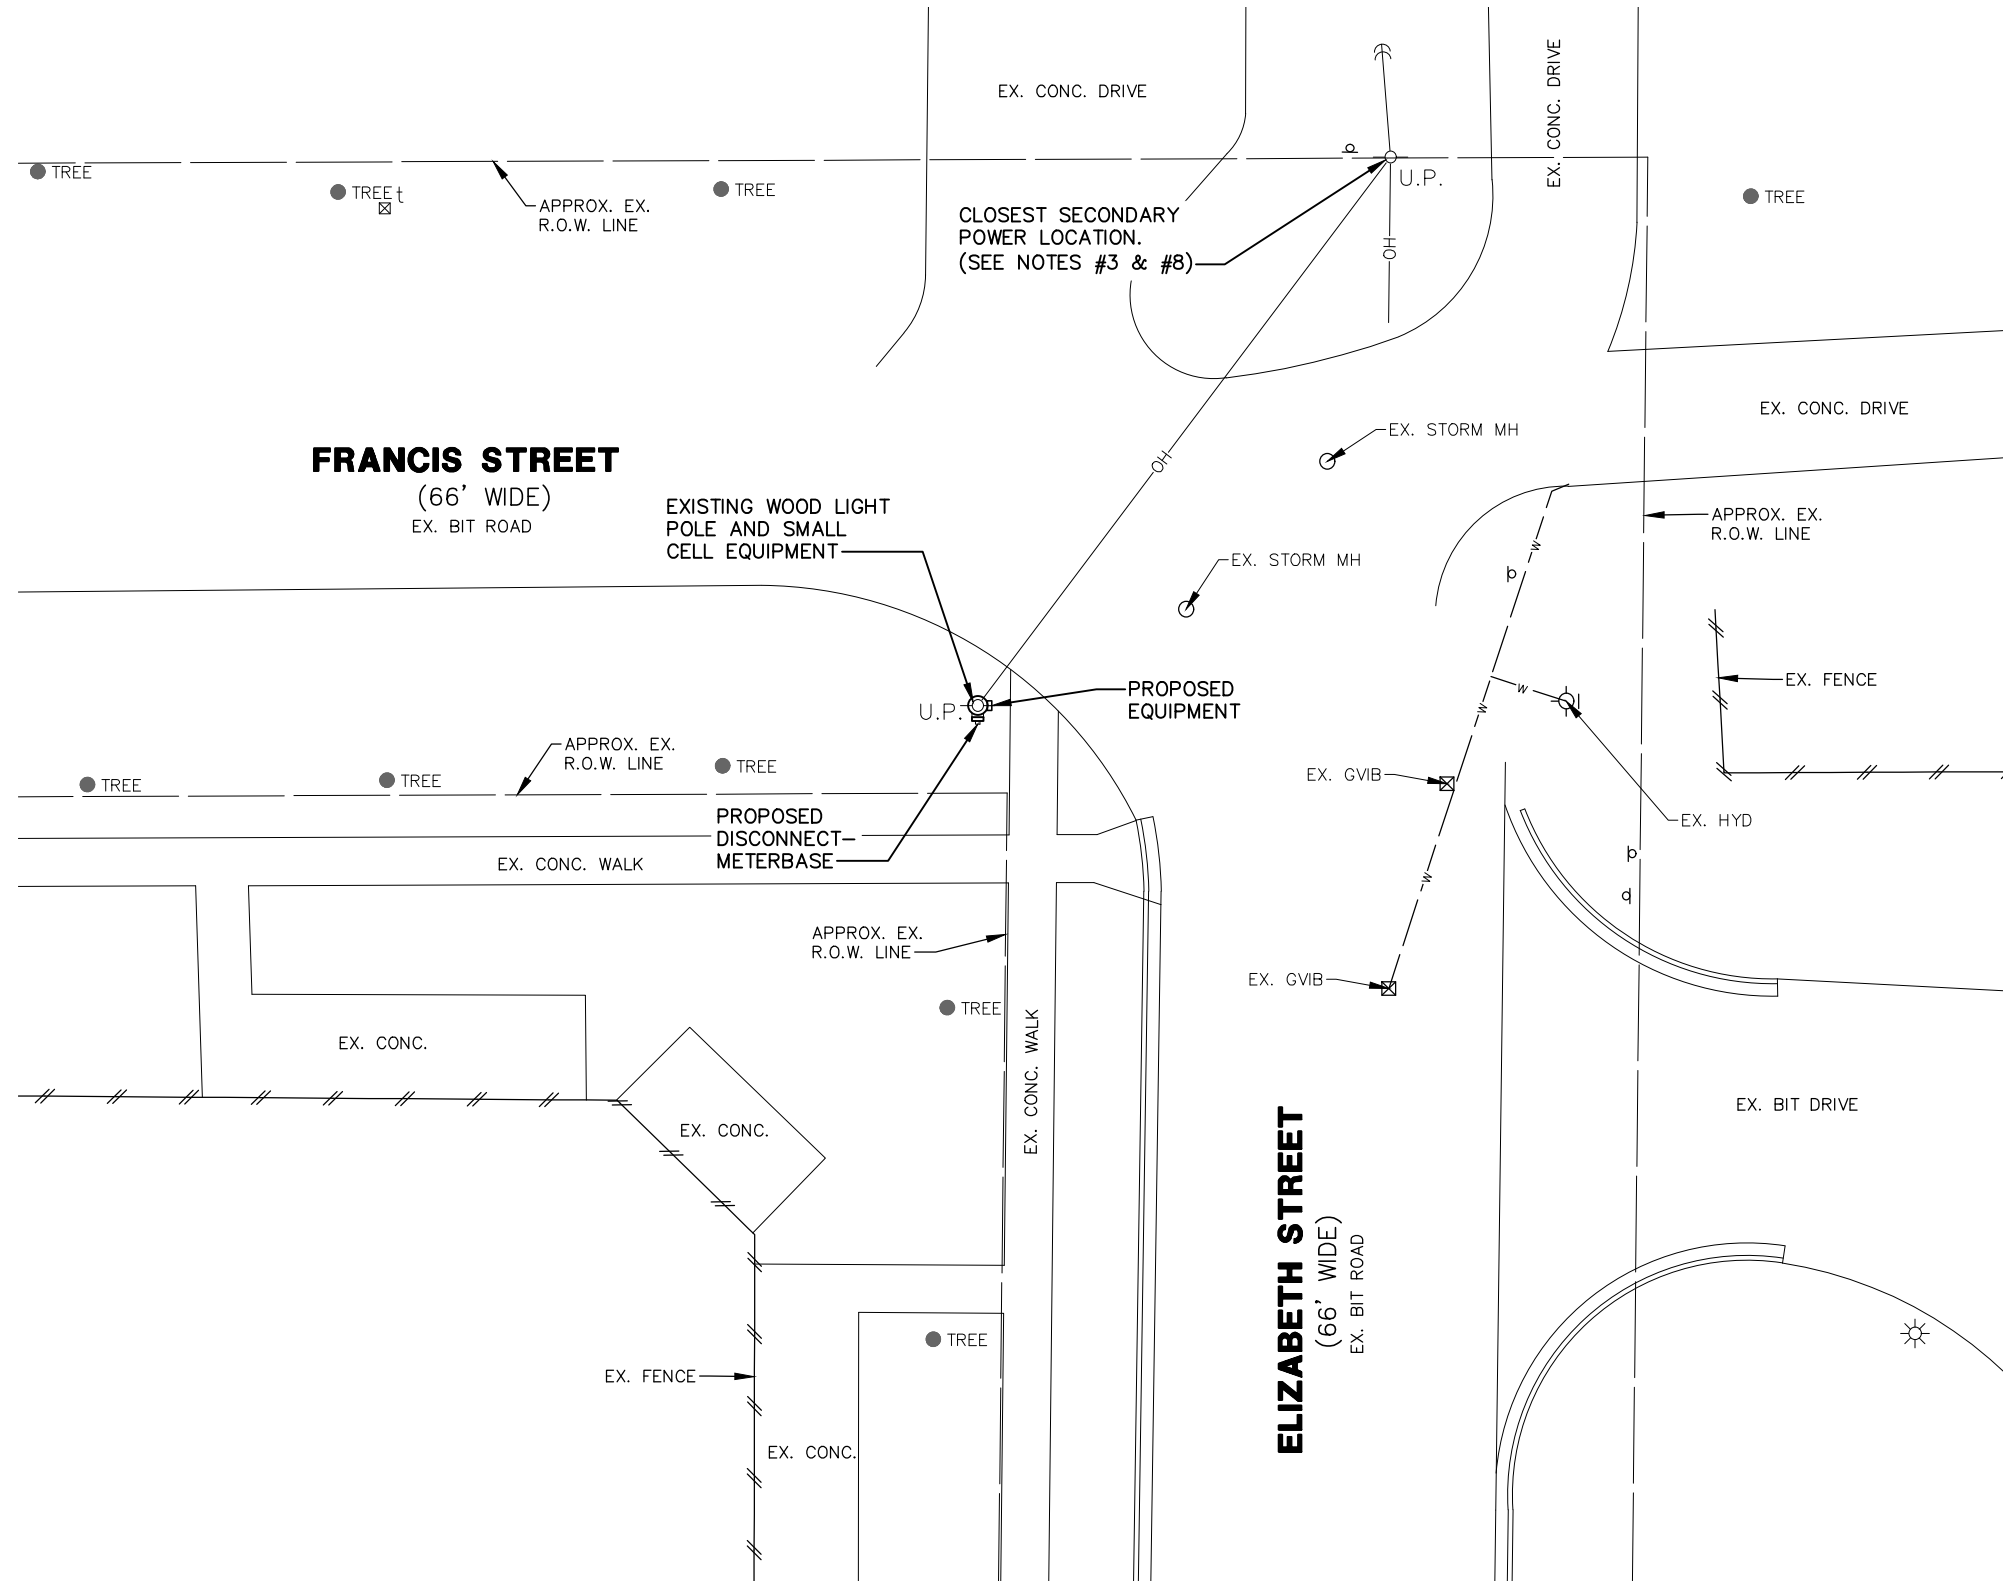 EX. CONC. DRIVE
EX. CONC. DRIVE
TREE
TREE
t
TREE
TREE
APPROX. EX.
R.O.W. LINE
p
U.P.
CLOSEST SECONDARY
POWER LOCATION.
(SEE NOTES #3 & #8)
OH
OH
EX. CONC. DRIVE
EX. STORM MH
FRANCIS STREET
(66' WIDE)
EX. BIT ROAD
EXISTING WOOD LIGHT
POLE AND SMALL
CELL EQUIPMENT
EX. STORM MH
APPROX. EX.
R.O.W. LINE
w
p
w
w
w
EX. FENCE
PROPOSED
EQUIPMENT
U.P.
APPROX. EX.
R.O.W. LINE
TREE
TREE
TREE
EX. GVIB
EX. HYD
PROPOSED
DISCONNECT-
METERBASE
EX. CONC. WALK
p
d
APPROX. EX.
R.O.W. LINE
EX. GVIB
TREE
EX. CONC.
EX. CONC. WALK
EX. CONC.
EX. BIT DRIVE
ELIZABETH STREET
(66' WIDE)
EX. BIT ROAD
TREE
EX. FENCE
EX. CONC.